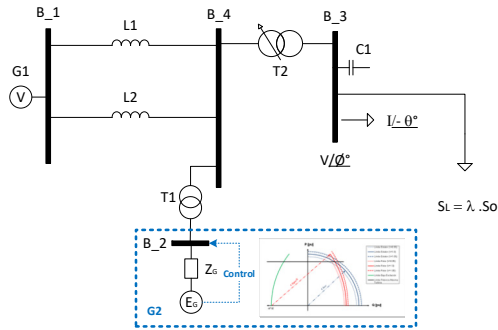 B_1
B_4
B_3
L1
C1
G1
V
T2
L2
I/-θ°
V/Ø°
T1
SL = λ .So
B_2
ZG
Control
EG
G2